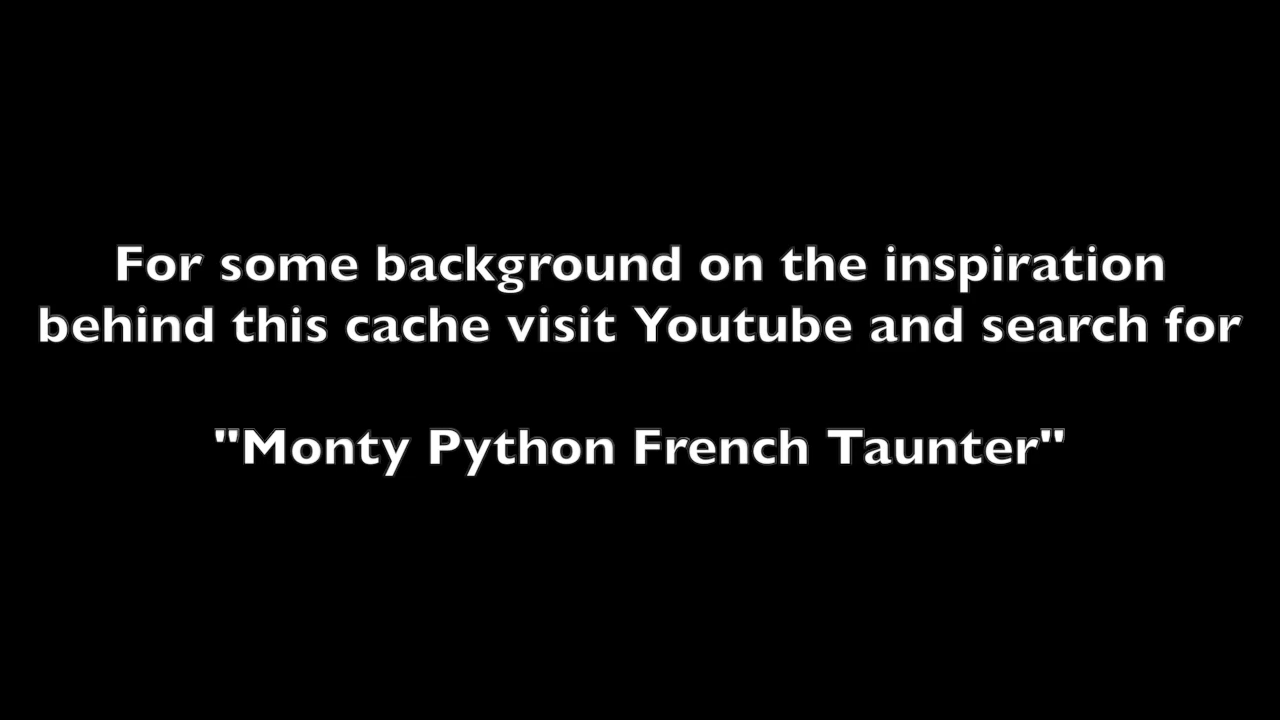 For some background on the inspiration
behind this cache visit Youtube and search for
"Monty Python French Taunter"